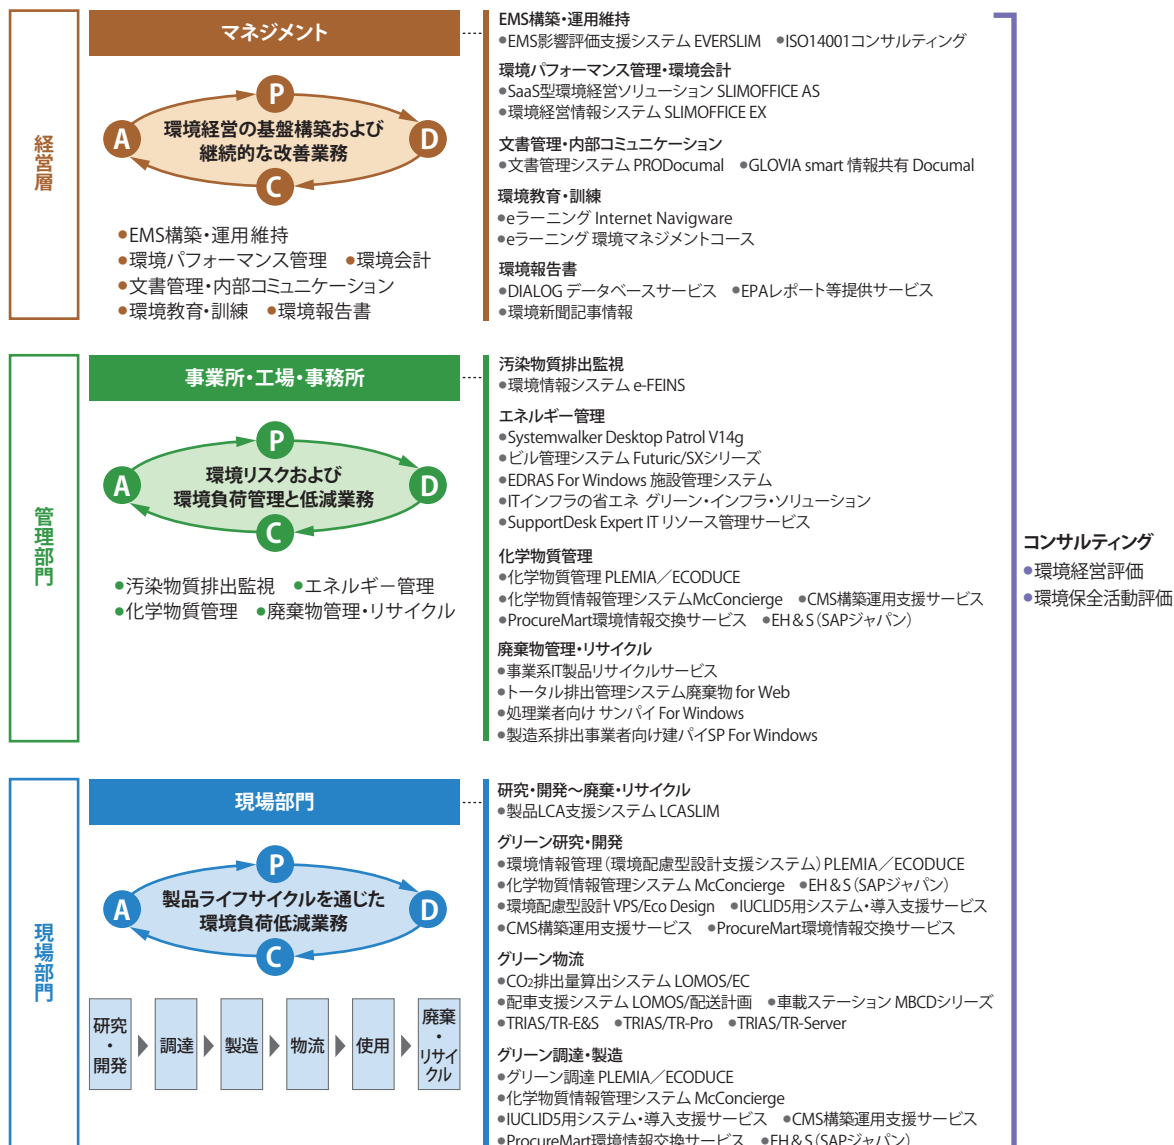 経営層
マネジメント
P
A
環境経営の基盤構築および
継続的な改善業務
D
C
●EMS構築・運用維持
●環境パフォーマンス管理 ●環境会計
●文書管理・内部コミュニケーション
●環境教育・訓練 ●環境報告書
EMS構築・運用維持
●EMS影響評価支援システム EVERSLIM ●ISO14001コンサルティング
環境パフォーマンス管理・環境会計
●SaaS型環境経営ソリューション SLIMOFFICE AS
●環境経営情報システム SLIMOFFICE EX
文書管理・内部コミュニケーション
●文書管理システム PRODocumal ●GLOVIA smart 情報共有 Documal
環境教育・訓練
●eラーニング Internet Navigware
●eラーニング 環境マネジメントコース
環境報告書
●DIALOG データベースサービス ●EPAレポート等提供サービス
●環境新聞記事情報
管理部門
事業所・工場・事務所
P
A
環境リスクおよび
環境負荷管理と低減業務
D
C
●汚染物質排出監視 ●エネルギー管理
●化学物質管理 ●廃棄物管理・リサイクル
汚染物質排出監視
●環境情報システム e-FEINS
エネルギー管理
●Systemwalker Desktop Patrol V14g
●ビル管理システム Futuric/SXシリーズ
●EDRAS For Windows 施設管理システム
●ITインフラの省エネ グリーン・インフラ・ソリューション
●SupportDesk Expert IT リソース管理サービス
化学物質管理
●化学物質管理 PLEMIA／ECODUCE
●化学物質情報管理システムMcConcierge ●CMS構築運用支援サービス
●ProcureMart環境情報交換サービス ●EH＆S（SAPジャパン）
廃棄物管理・リサイクル
●事業系IT製品リサイクルサービス
●トータル排出管理システム廃棄物 for Web
●処理業者向け サンパイ For Windows
●製造系排出事業者向け建パイSP For Windows
現場部門
現場部門
P
A
製品ライフサイクルを通じた
環境負荷低減業務
D
C
研究・開発
調達
製造
物流
使用
廃棄・リサイクル
研究・開発～廃棄・リサイクル
●製品LCA支援システム LCASLIM
グリーン研究・開発
●環境情報管理（環境配慮型設計支援システム）PLEMIA／ECODUCE
●化学物質情報管理システム McConcierge ●EH＆S（SAPジャパン）
●環境配慮型設計 VPS/Eco Design ●IUCLID5用システム・導入支援サービス
●CMS構築運用支援サービス ●ProcureMart環境情報交換サービス
グリーン物流
●CO2排出量算出システム LOMOS/EC
●配車支援システム LOMOS/配送計画 ●車載ステーション MBCDシリーズ
●TRIAS/TR-E&S ●TRIAS/TR-Pro ●TRIAS/TR-Server
グリーン調達・製造
●グリーン調達 PLEMIA／ECODUCE
●化学物質情報管理システム McConcierge
●IUCLID5用システム・導入支援サービス ●CMS構築運用支援サービス
●ProcureMart環境情報交換サービス ●EH＆S（SAPジャパン）
コンサルティング
●環境経営評価
●環境保全活動評価